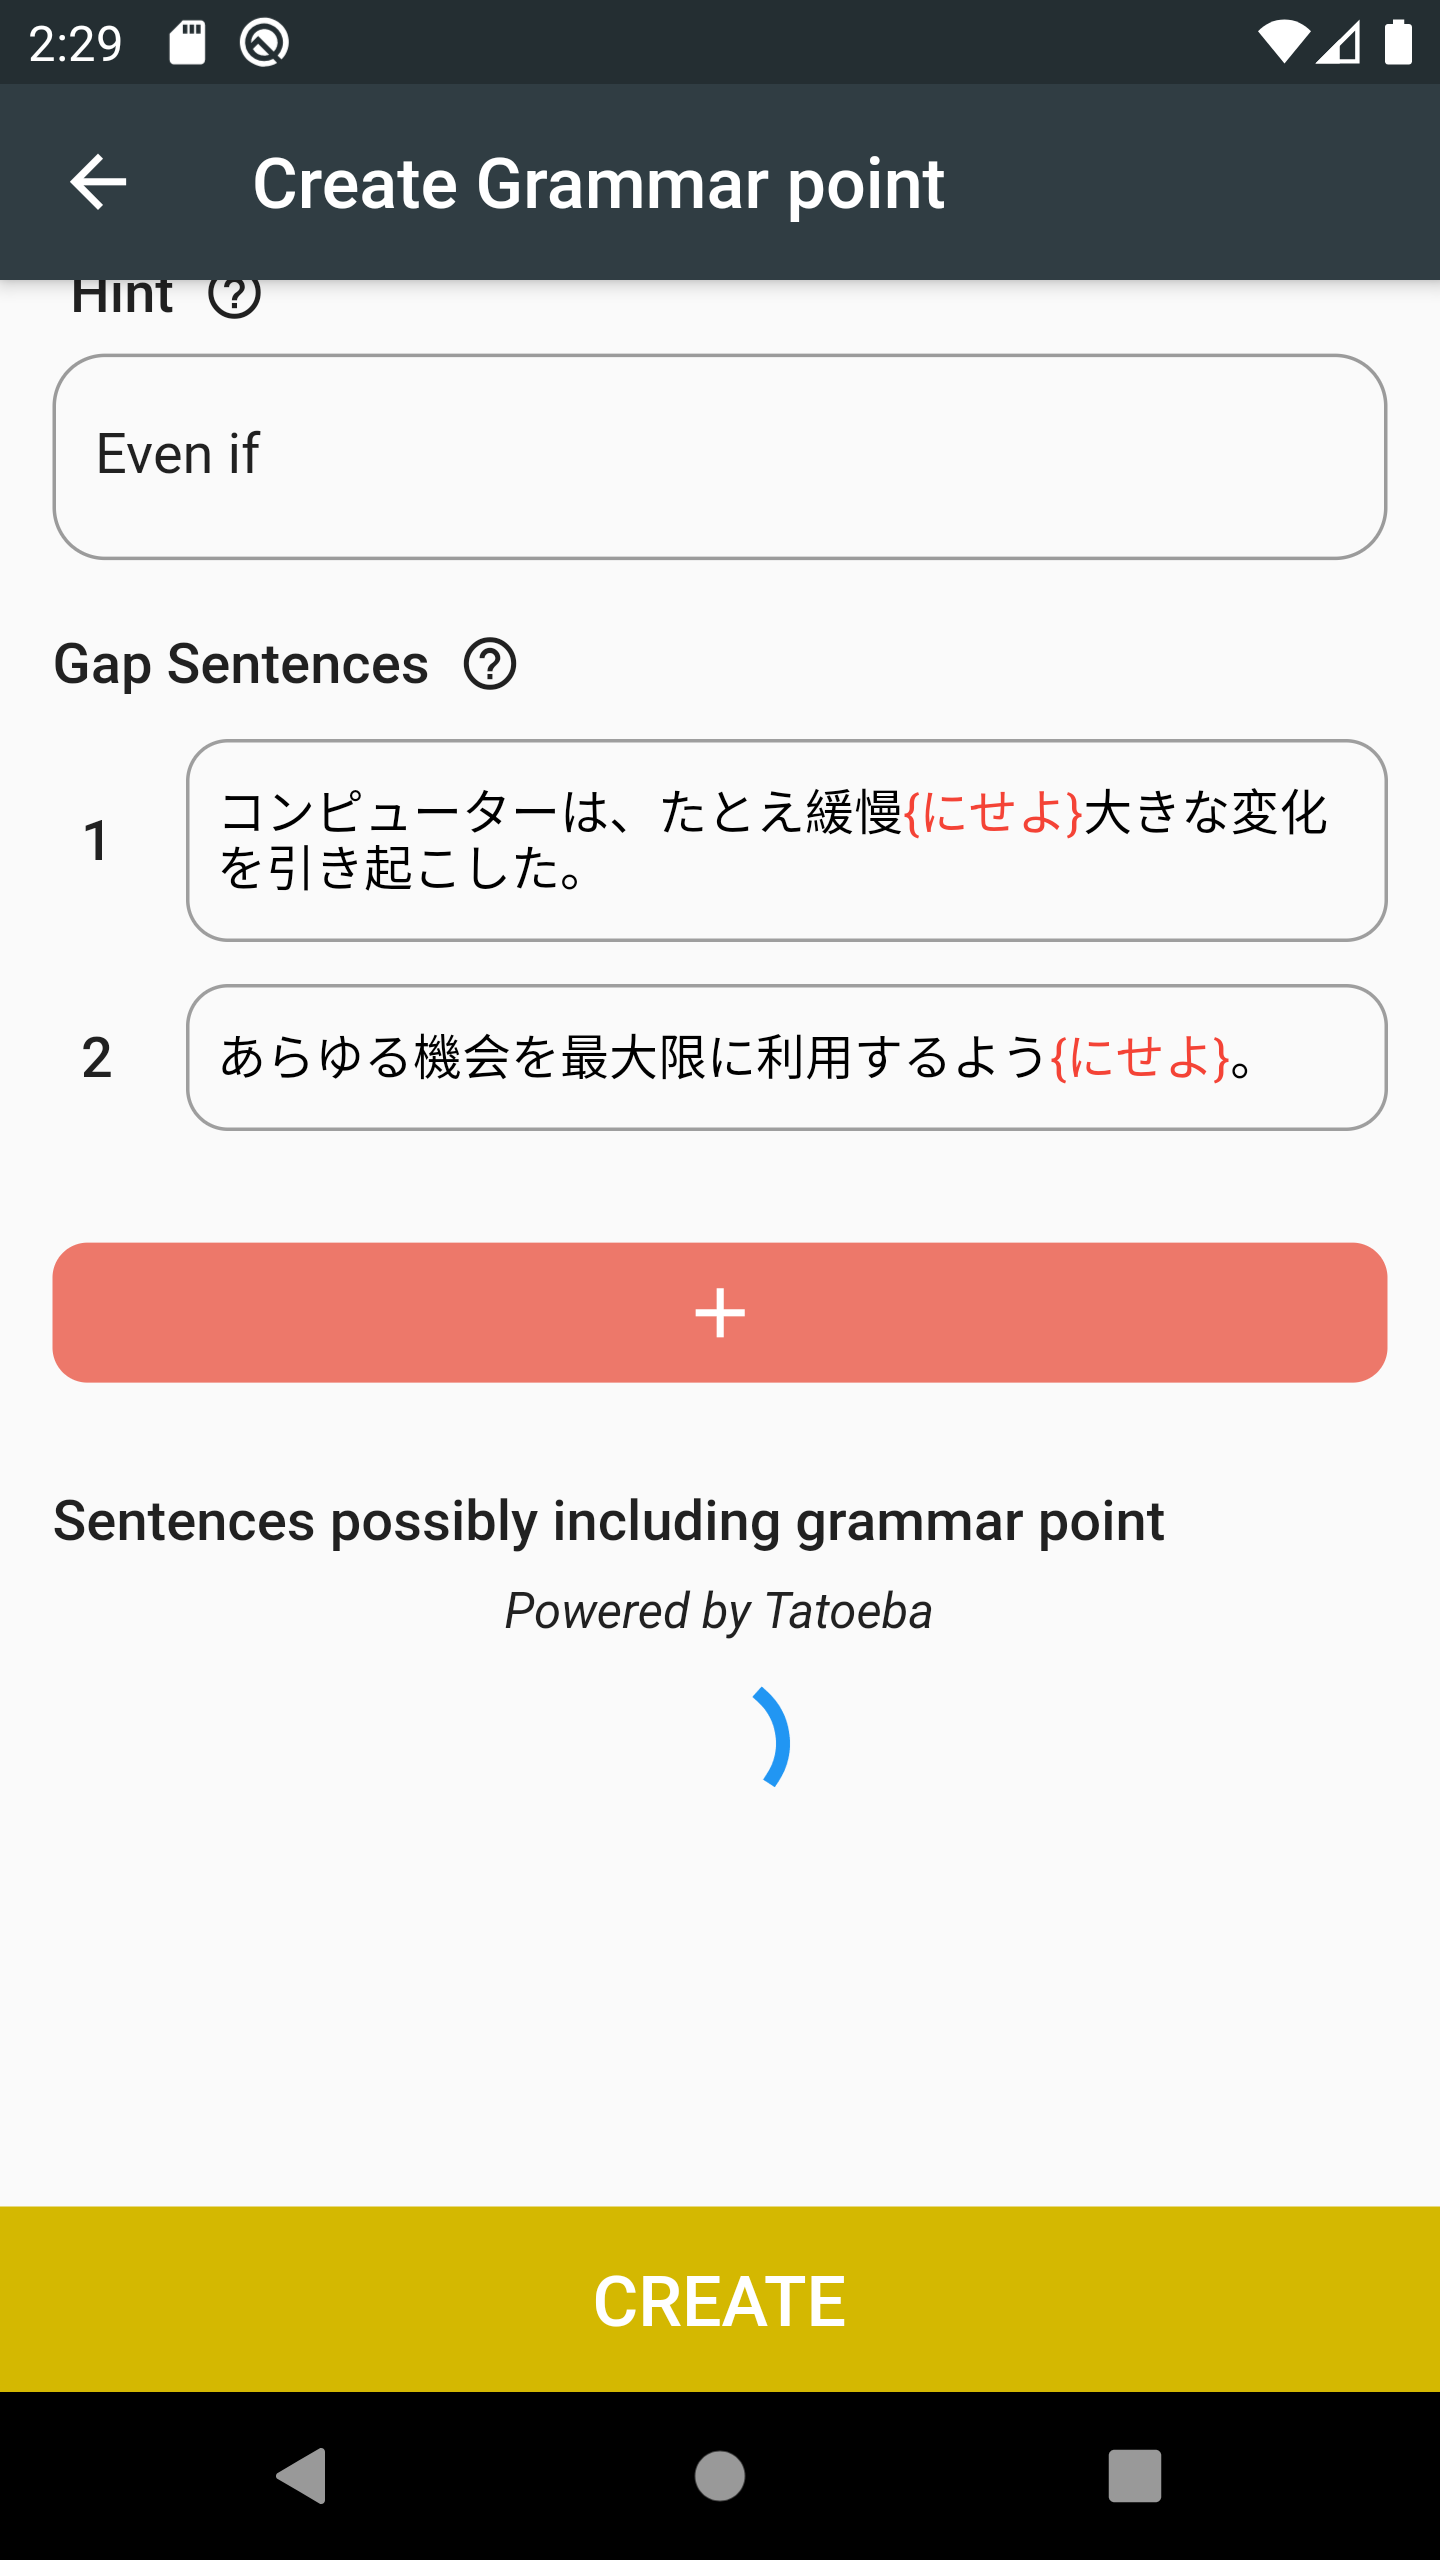 2:29
Create Grammar point
Hint
Even if
Gap Sentences
1
コンピューターは、たとえ緩慢{にせよ}大きな変化
を引き起こした。
2
あらゆる機会を最大限に利用するよう{にせよ}。
+
Sentences possibly including grammar point
Powered by Tatoeba
CREATE